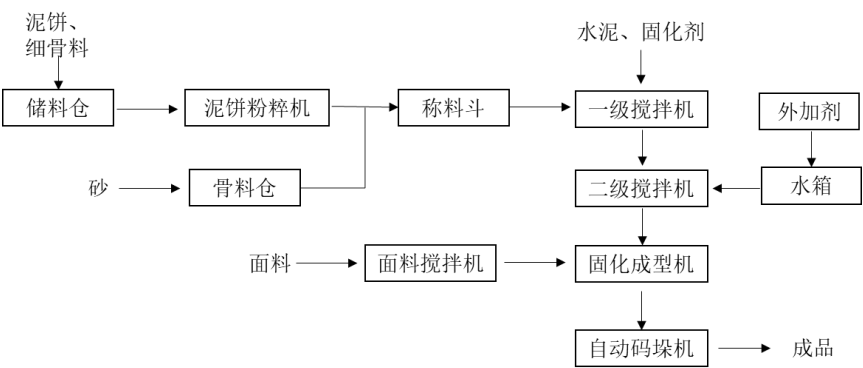 泥饼、
细骨料
水泥、固化剂
储料仓
泥饼粉粹机
称料斗
一级搅拌机
外加剂
砂
骨料仓
二级搅拌机
水箱
面料
面料搅拌机
固化成型机
自动码垛机
成品